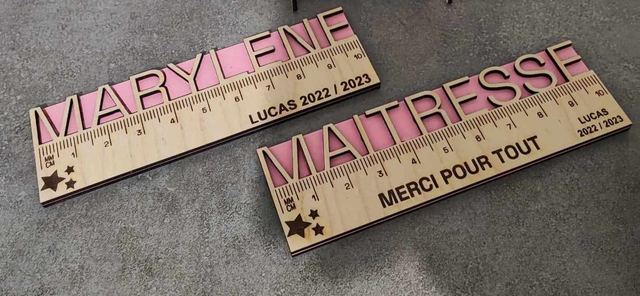 MARYLENE
1 2 3 4 5 6 7 8 9 10
MM
CM
LUCAS 2022 / 2023
MAITRESSE
1 2 3 4 5 6 7 8 9 10
MM
CM
MERCI POUR TOUT
LUCAS
2022 / 2023